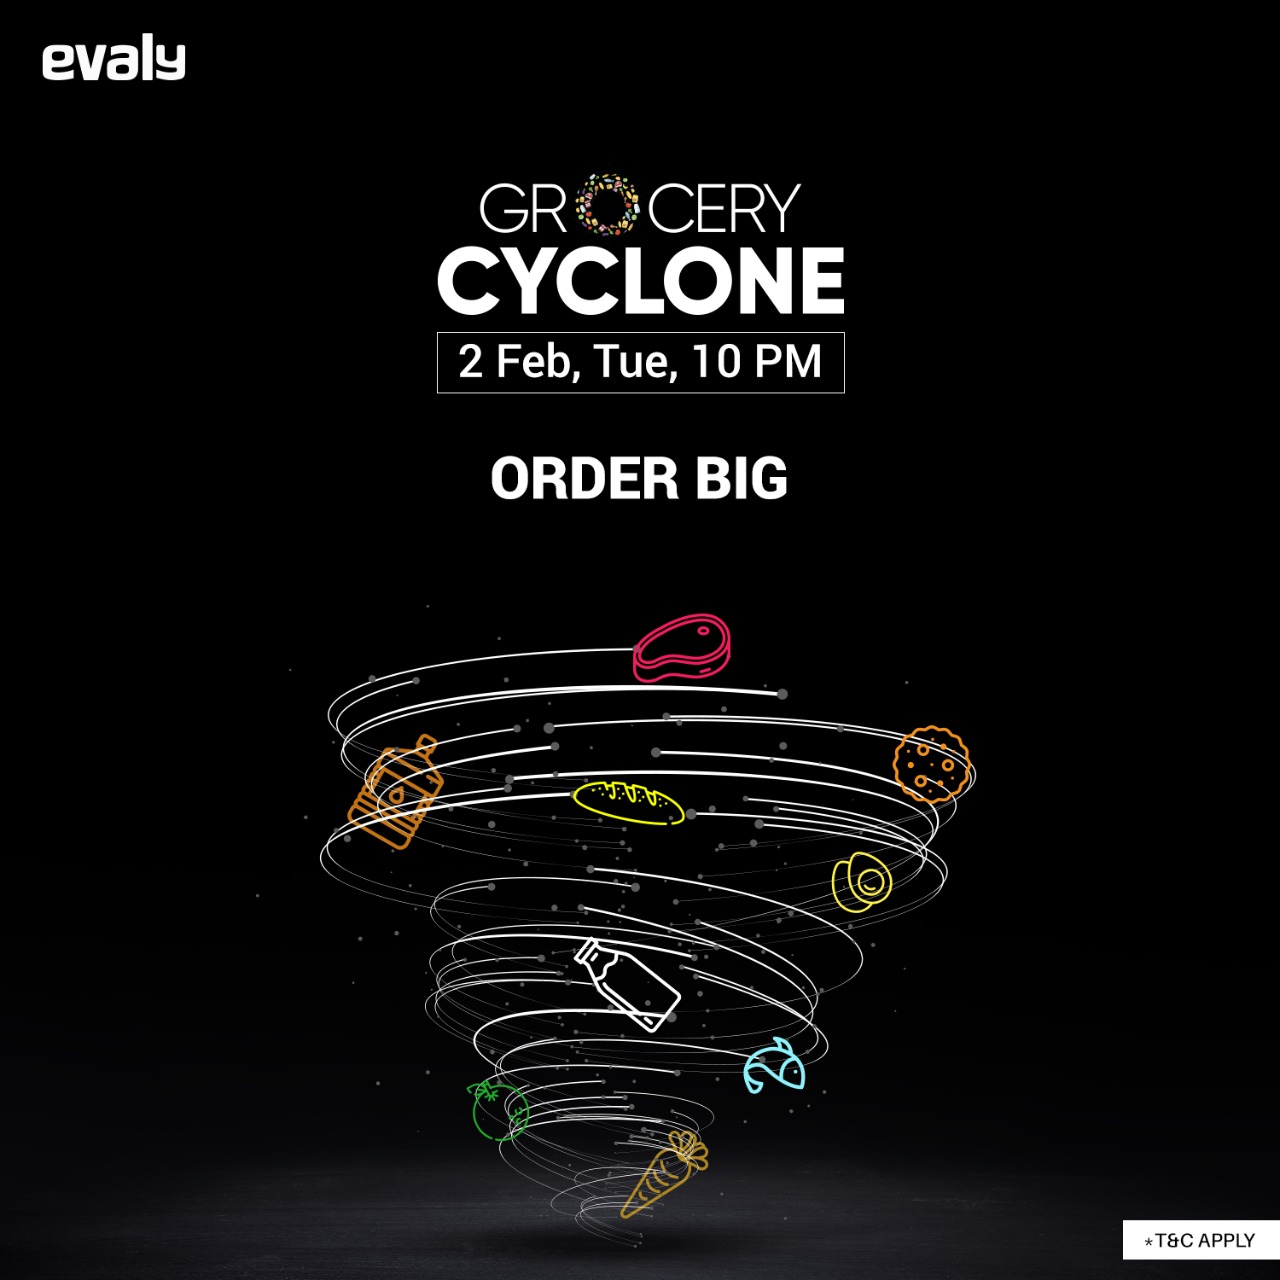 evaly
GROCERY
CYCLONE
2 Feb, Tue, 10 PM
ORDER BIG
*T&C APPLY